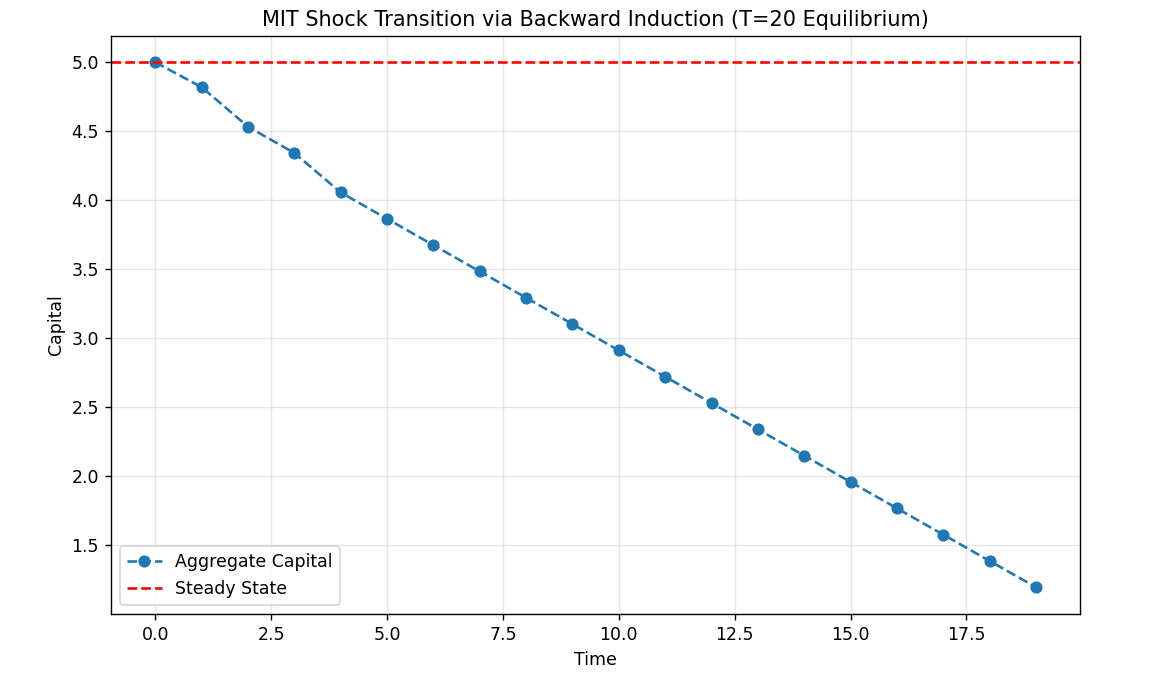 MIT Shock Transition via Backward Induction (T=20 Equilibrium)
Capital
5.0
4.5
4.0
3.5
3.0
2.5
2.0
1.5
Aggregate Capital
Steady State
0.0 2.5 5.0 7.5 10.0 12.5 15.0 17.5
Time